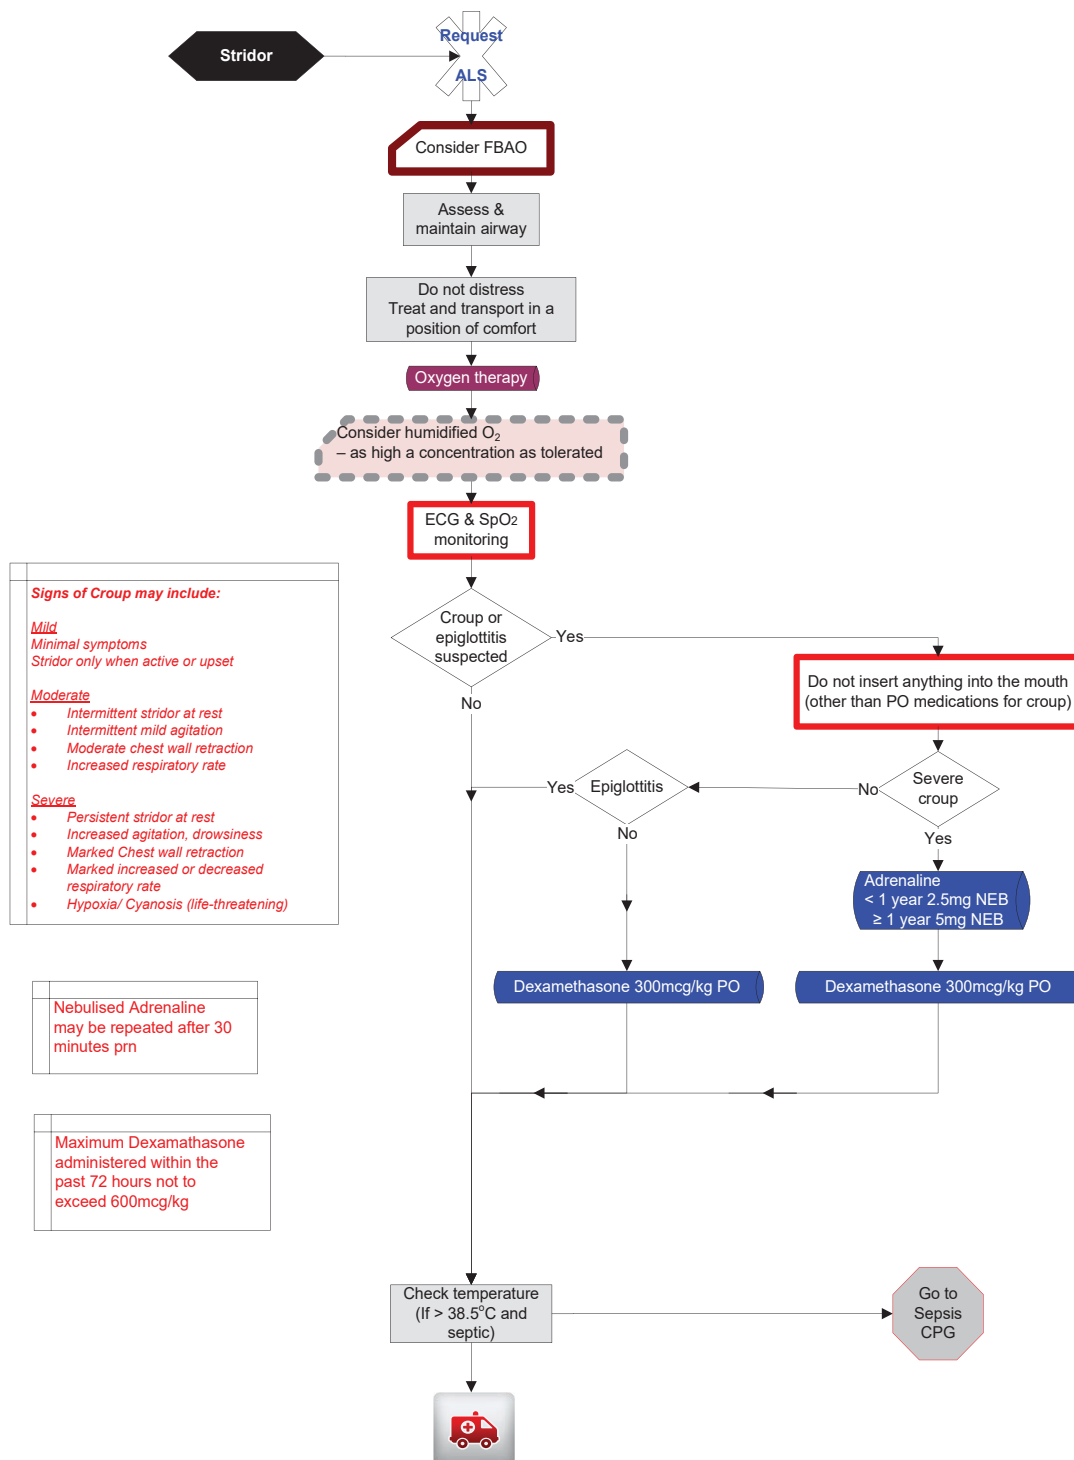 Stridor
Request
ALS
Consider FBAO
Assess &
maintain airway
Do not distress
Treat and transport in a
position of comfort
Oxygen therapy
Consider humidified O₂
– as high a concentration as tolerated
ECG & SpO₂
monitoring
Croup or
epiglottitis
suspected
Yes
No
Do not insert anything into the mouth
(other than PO medications for croup)
Severe
croup
No
Yes
Epiglottitis
Yes
No
Adrenaline
< 1 year 2.5mg NEB
≥ 1 year 5mg NEB
Dexamethasone 300mcg/kg PO
Dexamethasone 300mcg/kg PO
Signs of Croup may include:
Mild
Minimal symptoms
Stridor only when active or upset
Moderate
• Intermittent stridor at rest
• Intermittent mild agitation
• Moderate chest wall retraction
• Increased respiratory rate
Severe
• Persistent stridor at rest
• Increased agitation, drowsiness
• Marked Chest wall retraction
• Marked increased or decreased
respiratory rate
• Hypoxia/ Cyanosis (life-threatening)
Nebulised Adrenaline
may be repeated after 30
minutes prn
Maximum Dexamathasone
administered within the
past 72 hours not to
exceed 600mcg/kg
Check temperature
(If > 38.5°C and
septic)
Go to
Sepsis
CPG